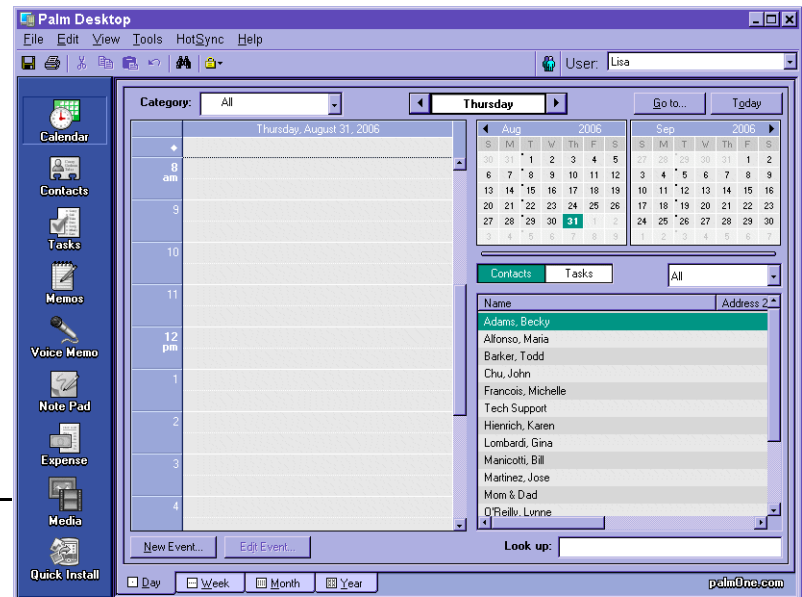 Palm Desktop
File Edit View Tools HotSync Help
User: Lisa
Calendar
Contacts
Tasks
Memos
Voice Memo
Note Pad
Expense
Media
Quick Install
Category: All
Thursday
Go to... Today
Thursday, August 31, 2006
8 am
9
10
11
12 pm
1
2
3
4
Aug 2006
S M T W Th F S
30 31 1 2 3 4 5
6 7 8 9 10 11 12
13 14 15 16 17 18 19
20 21 22 23 24 25 26
27 28 29 30 31 1 2
3 4 5 6 7 8 9
Sep 2006
S M T W Th F S
27 28 29 30 31 1 2
3 4 5 6 7 8 9
10 11 12 13 14 15 16
17 18 19 20 21 22 23
24 25 26 27 28 29 30
1 2 3 4 5 6 7
Contacts Tasks All
Name Address 2
Adams, Becky
Alfonso, Maria
Barker, Todd
Chu, John
Francois, Michelle
Tech Support
Hienrich, Karen
Lombardi, Gina
Manicotti, Bill
Martinez, Jose
Mom & Dad
O'Reilly, Lynne
New Event... Edit Event...
Look up:
Day Week Month Year
palmOne.com